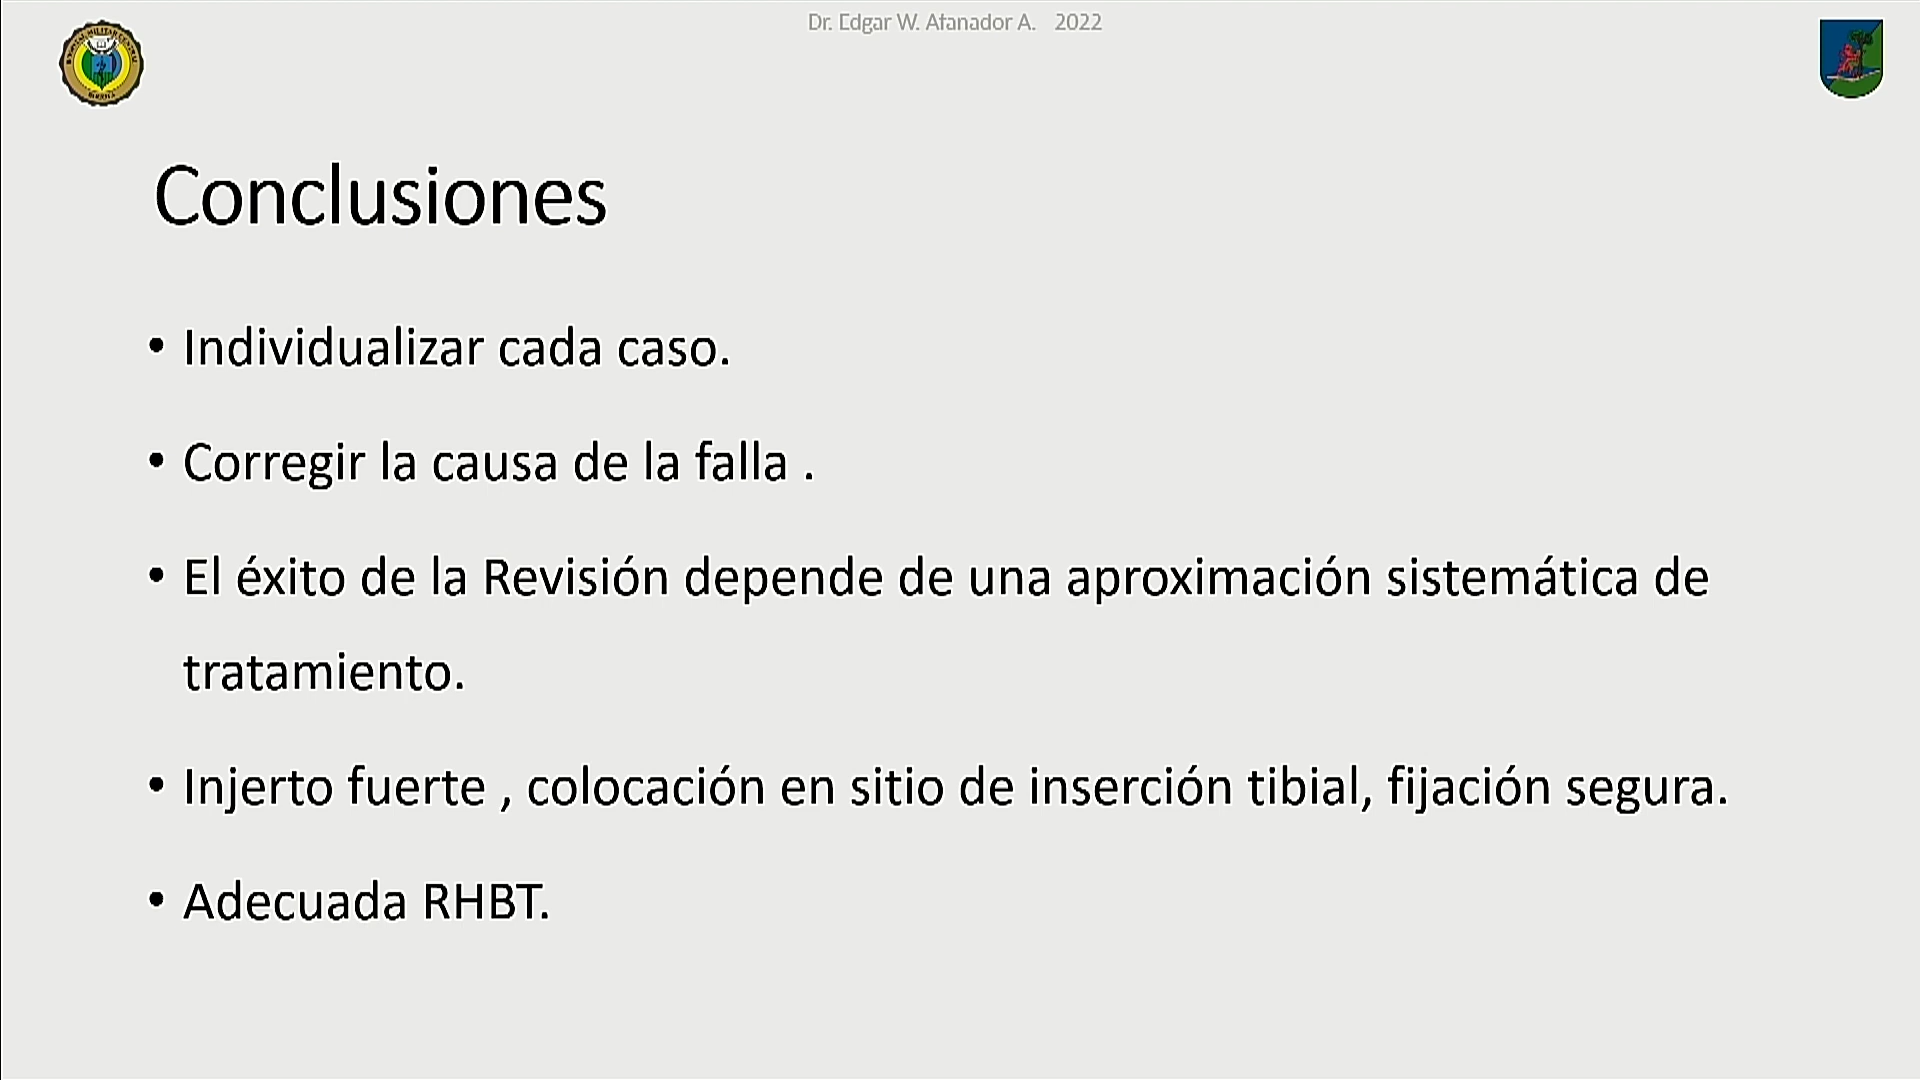 Dr. Edgar W. Afanador A. 2022
Conclusiones
• Individualizar cada caso.
• Corregir la causa de la falla .
• El éxito de la Revisión depende de una aproximación sistemática de
tratamiento.
• Injerto fuerte , colocación en sitio de inserción tibial, fijación segura.
• Adecuada RHBT.